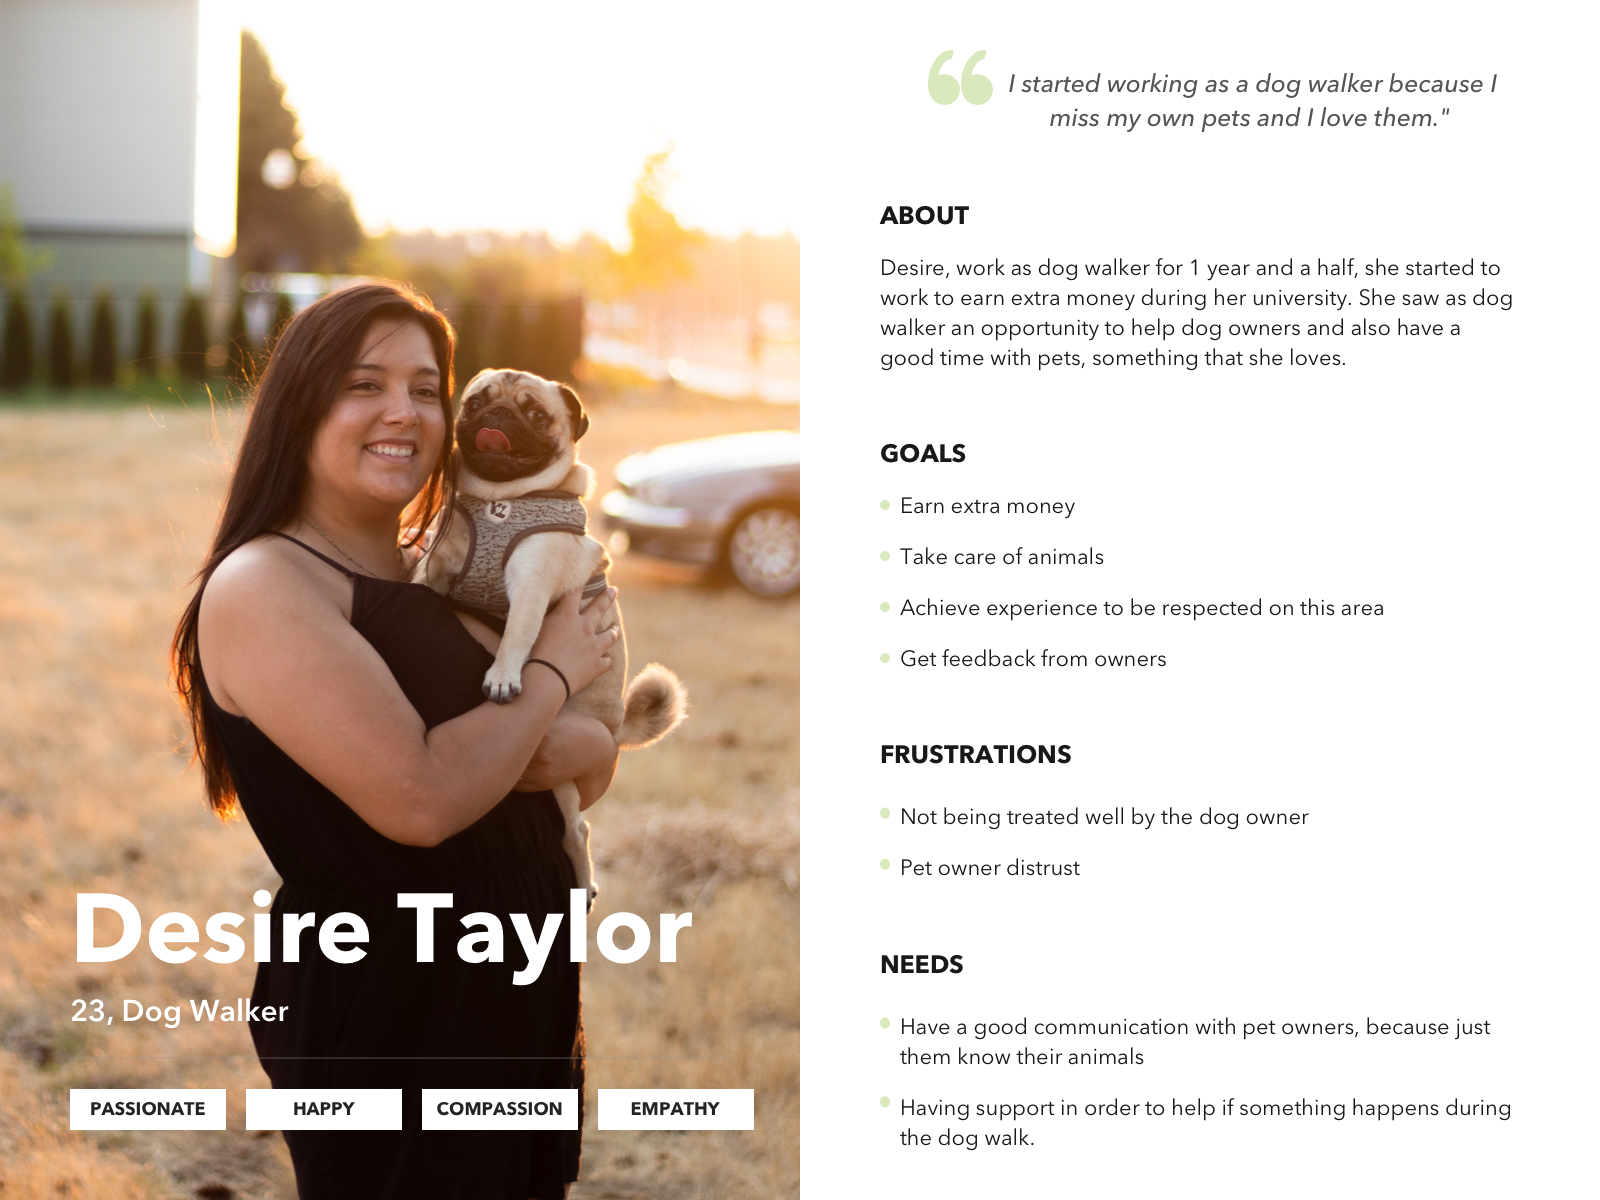 I started working as a dog walker because I
miss my own pets and I love them."
ABOUT
Desire, work as dog walker for 1 year and a half, she started to
work to earn extra money during her university. She saw as dog
walker an opportunity to help dog owners and also have a
good time with pets, something that she loves.
GOALS
Earn extra money
Take care of animals
Achieve experience to be respected on this area
Get feedback from owners
FRUSTRATIONS
Not being treated well by the dog owner
Pet owner distrust
NEEDS
Have a good communication with pet owners, because just
them know their animals
Having support in order to help if something happens during
the dog walk.
Desire Taylor
23, Dog Walker
PASSIONATE
HAPPY
COMPASSION
EMPATHY